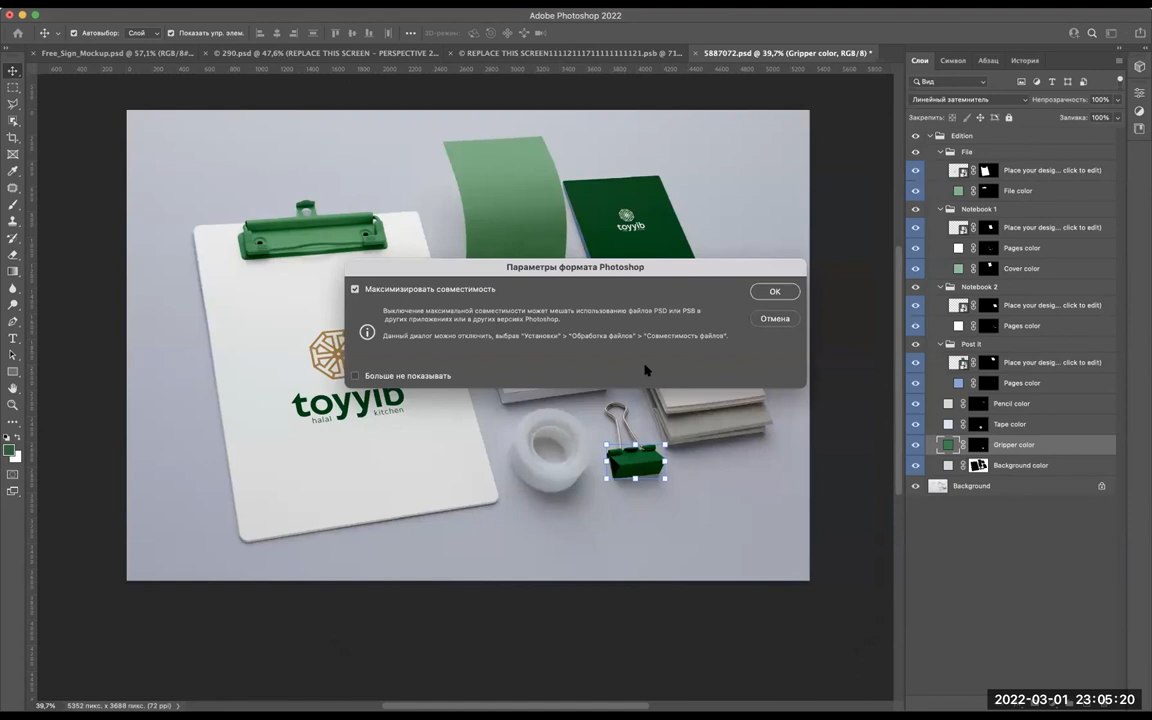 Adobe Photoshop 2022
Автовыбор: Слой Показать упр. элем. 3D-режим:
Free_Sign_Mockup.psd @ 57,1% (RGB/8#...
© 290.psd @ 47,6% (REPLACE THIS SCREEN - PERSPECTIVE 2...
© REPLACE THIS SCREEN11112111711111111121.psb @ 71...
5887072.psd @ 39,7% (Gripper color, RGB/8) *
Слои Символ Абзац История
Вид
Линейный затемнитель Непрозрачность: 100%
Закрепить: Заливка: 100%
Edition
File
Place your desig... click to edit)
File color
Notebook 1
Place your desig... click to edit)
Pages color
Cover color
Notebook 2
Place your desig... click to edit)
Pages color
Post it
Place your desig... click to edit)
Pages color
Pencil color
Tape color
Gripper color
Background color
Background
toyyib
Параметры формата Photoshop
Максимизировать совместимость
OK
Выключение максимальной совместимости может мешать использованию файлов PSD или PSB в
других приложениях или в других версиях Photoshop.
Отмена
Данный диалог можно отключить, выбрав "Установки" > "Обработка файлов" > "Совместимость файлов".
Больше не показывать
toyyib
halal kitchen
39,7% 5352 пикс. x 3688 пикс. (72 ppi)
2022-03-01 23:05:20